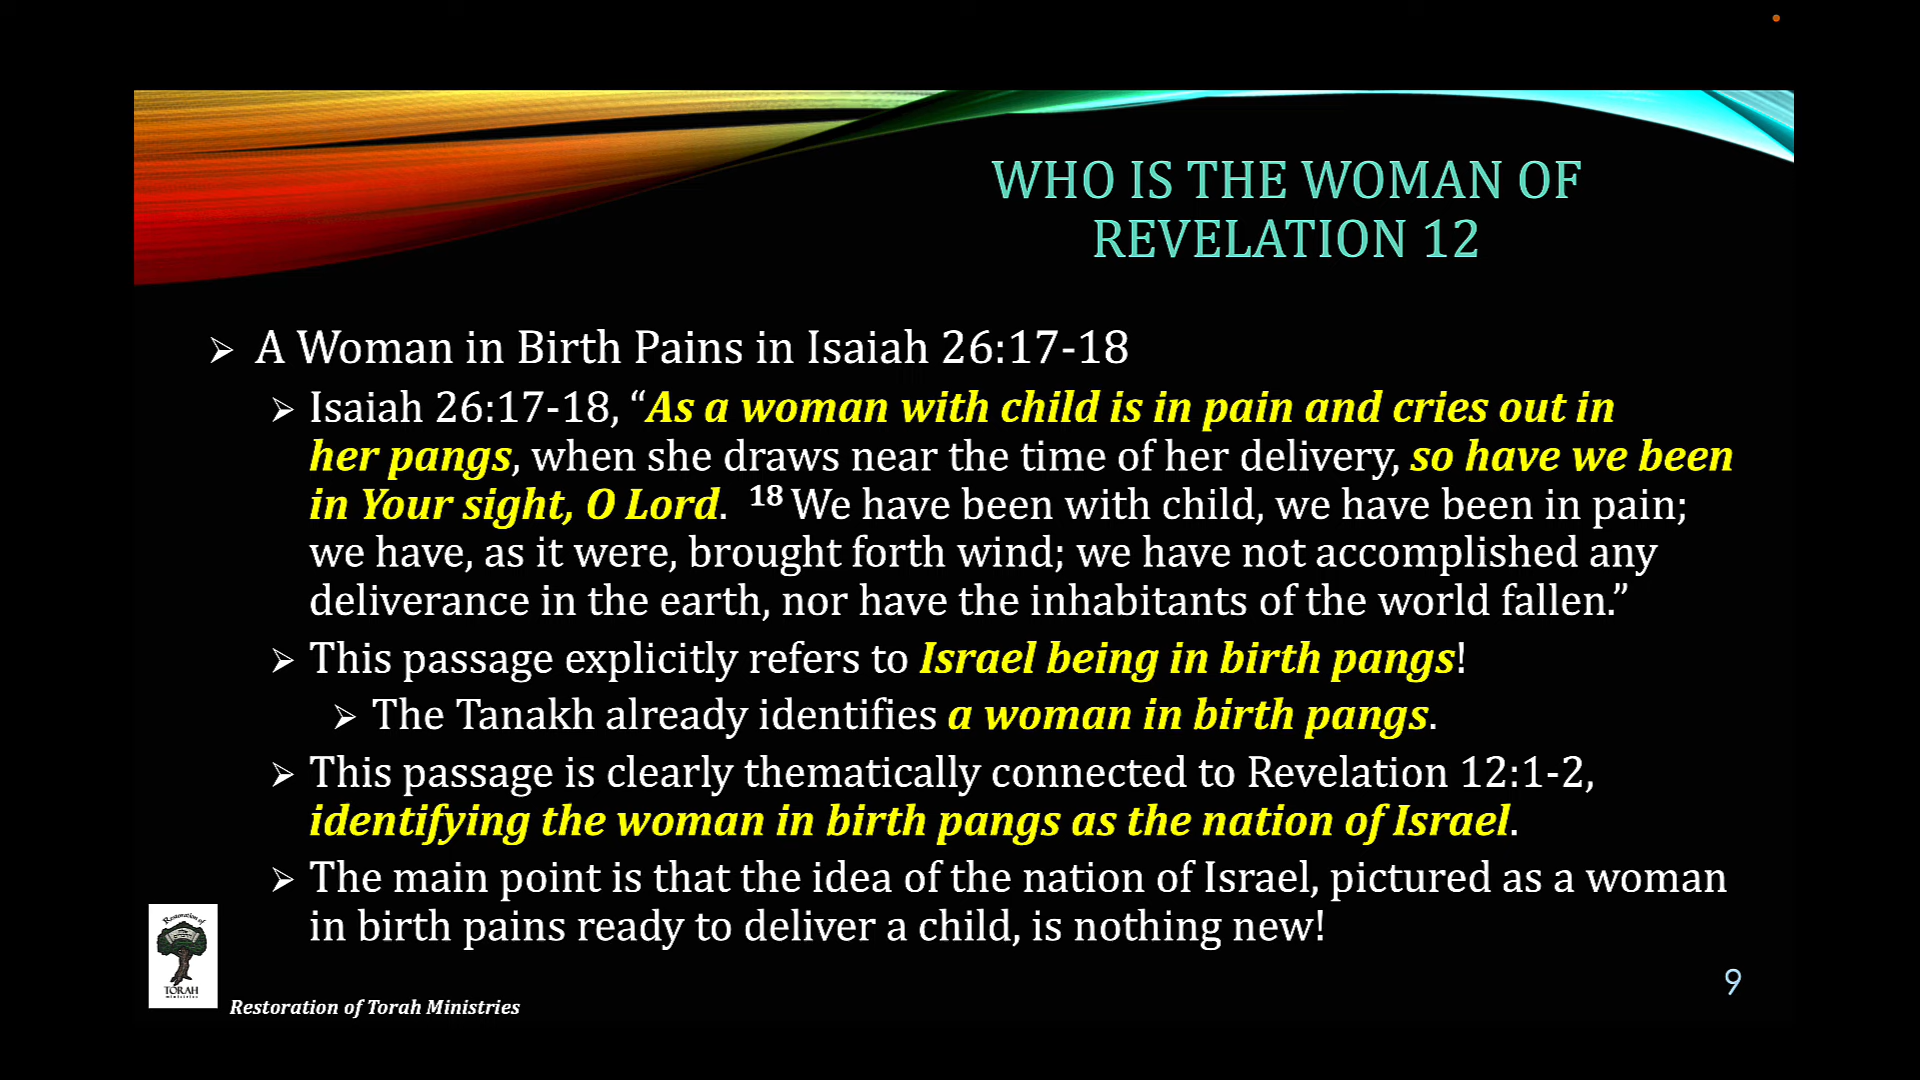 WHO IS THE WOMAN OF
REVELATION 12
➢ A Woman in Birth Pains in Isaiah 26:17-18
➢ Isaiah 26:17-18, “As a woman with child is in pain and cries out in
her pangs, when she draws near the time of her delivery, so have we been
in Your sight, O Lord. 18 We have been with child, we have been in pain;
we have, as it were, brought forth wind; we have not accomplished any
deliverance in the earth, nor have the inhabitants of the world fallen.”
➢ This passage explicitly refers to Israel being in birth pangs!
➢ The Tanakh already identifies a woman in birth pangs.
➢ This passage is clearly thematically connected to Revelation 12:1-2,
identifying the woman in birth pangs as the nation of Israel.
➢ The main point is that the idea of the nation of Israel, pictured as a woman
in birth pains ready to deliver a child, is nothing new!
Restoration of
TORAH
ministries
Restoration of Torah Ministries
9